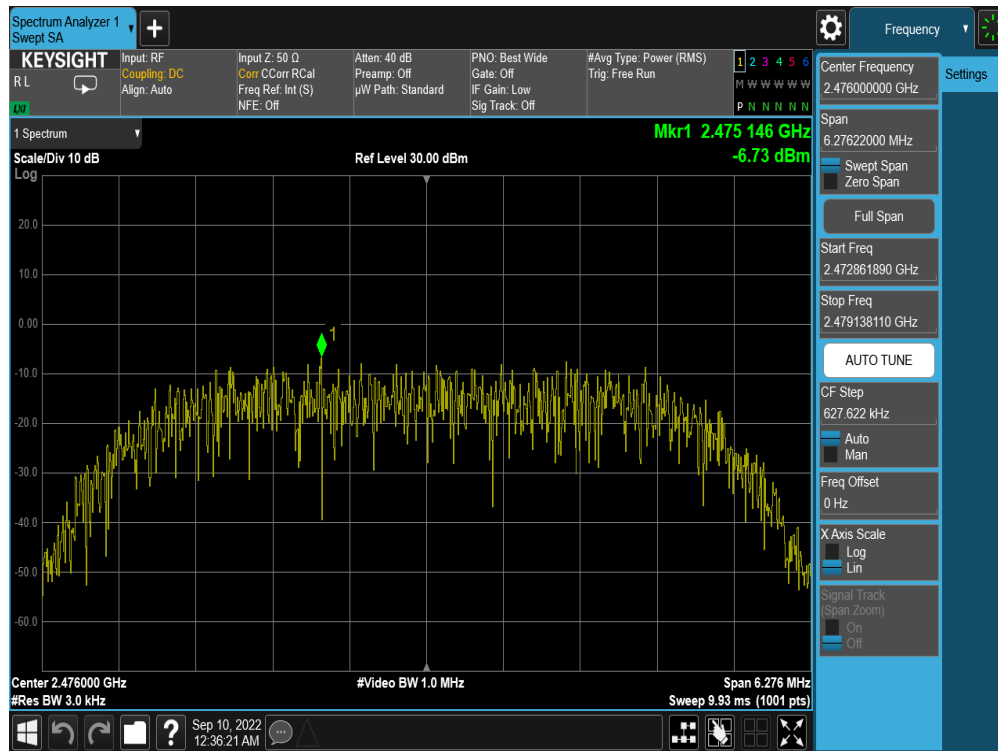 Spectrum Analyzer 1
Swept SA
+
Frequency
KEYSIGHT
R L
LXI
Input: RF
Coupling: DC
Align: Auto
Input Z: 50 Ω
Corr CCorr RCal
Freq Ref: Int (S)
NFE: Off
Atten: 40 dB
Preamp: Off
µW Path: Standard
PNO: Best Wide
Gate: Off
IF Gain: Low
Sig Track: Off
#Avg Type: Power (RMS)
Trig: Free Run
1 2 3 4 5 6
M W W W W W
P N N N N N
1 Spectrum
Scale/Div 10 dB
Log
Ref Level 30.00 dBm
Mkr1 2.475 146 GHz
-6.73 dBm
1
20.0
10.0
0.00
-10.0
-20.0
-30.0
-40.0
-50.0
-60.0
Center 2.476000 GHz
#Res BW 3.0 kHz
#Video BW 1.0 MHz
Span 6.276 MHz
Sweep 9.93 ms (1001 pts)
Center Frequency
2.476000000 GHz
Settings
Span
6.27622000 MHz
Swept Span
Zero Span
Full Span
Start Freq
2.472861890 GHz
Stop Freq
2.479138110 GHz
AUTO TUNE
CF Step
627.622 kHz
Auto
Man
Freq Offset
0 Hz
X Axis Scale
Log
Lin
Signal Track
(Span Zoom)
On
Off
?
Sep 10, 2022
12:36:21 AM